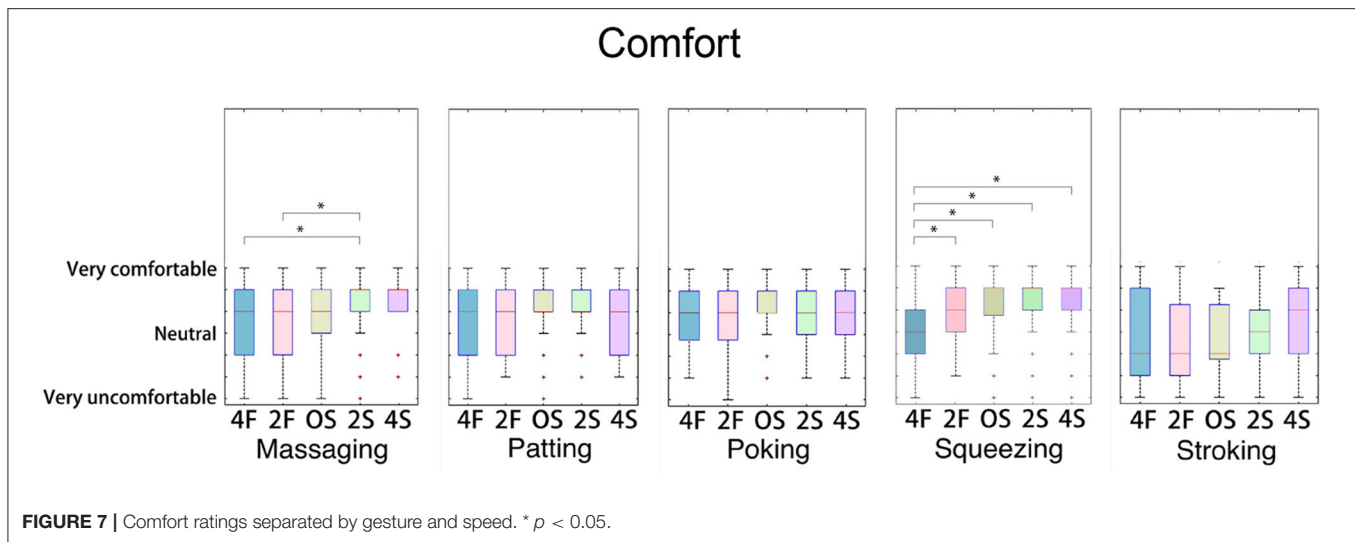 Comfort
* *
* * * *
Very comfortable
Neutral
Very uncomfortable
4F 2F OS 2S 4S
Massaging
4F 2F OS 2S 4S
Patting
4F 2F OS 2S 4S
Poking
4F 2F OS 2S 4S
Squeezing
4F 2F OS 2S 4S
Stroking
FIGURE 7 | Comfort ratings separated by gesture and speed. * p < 0.05.